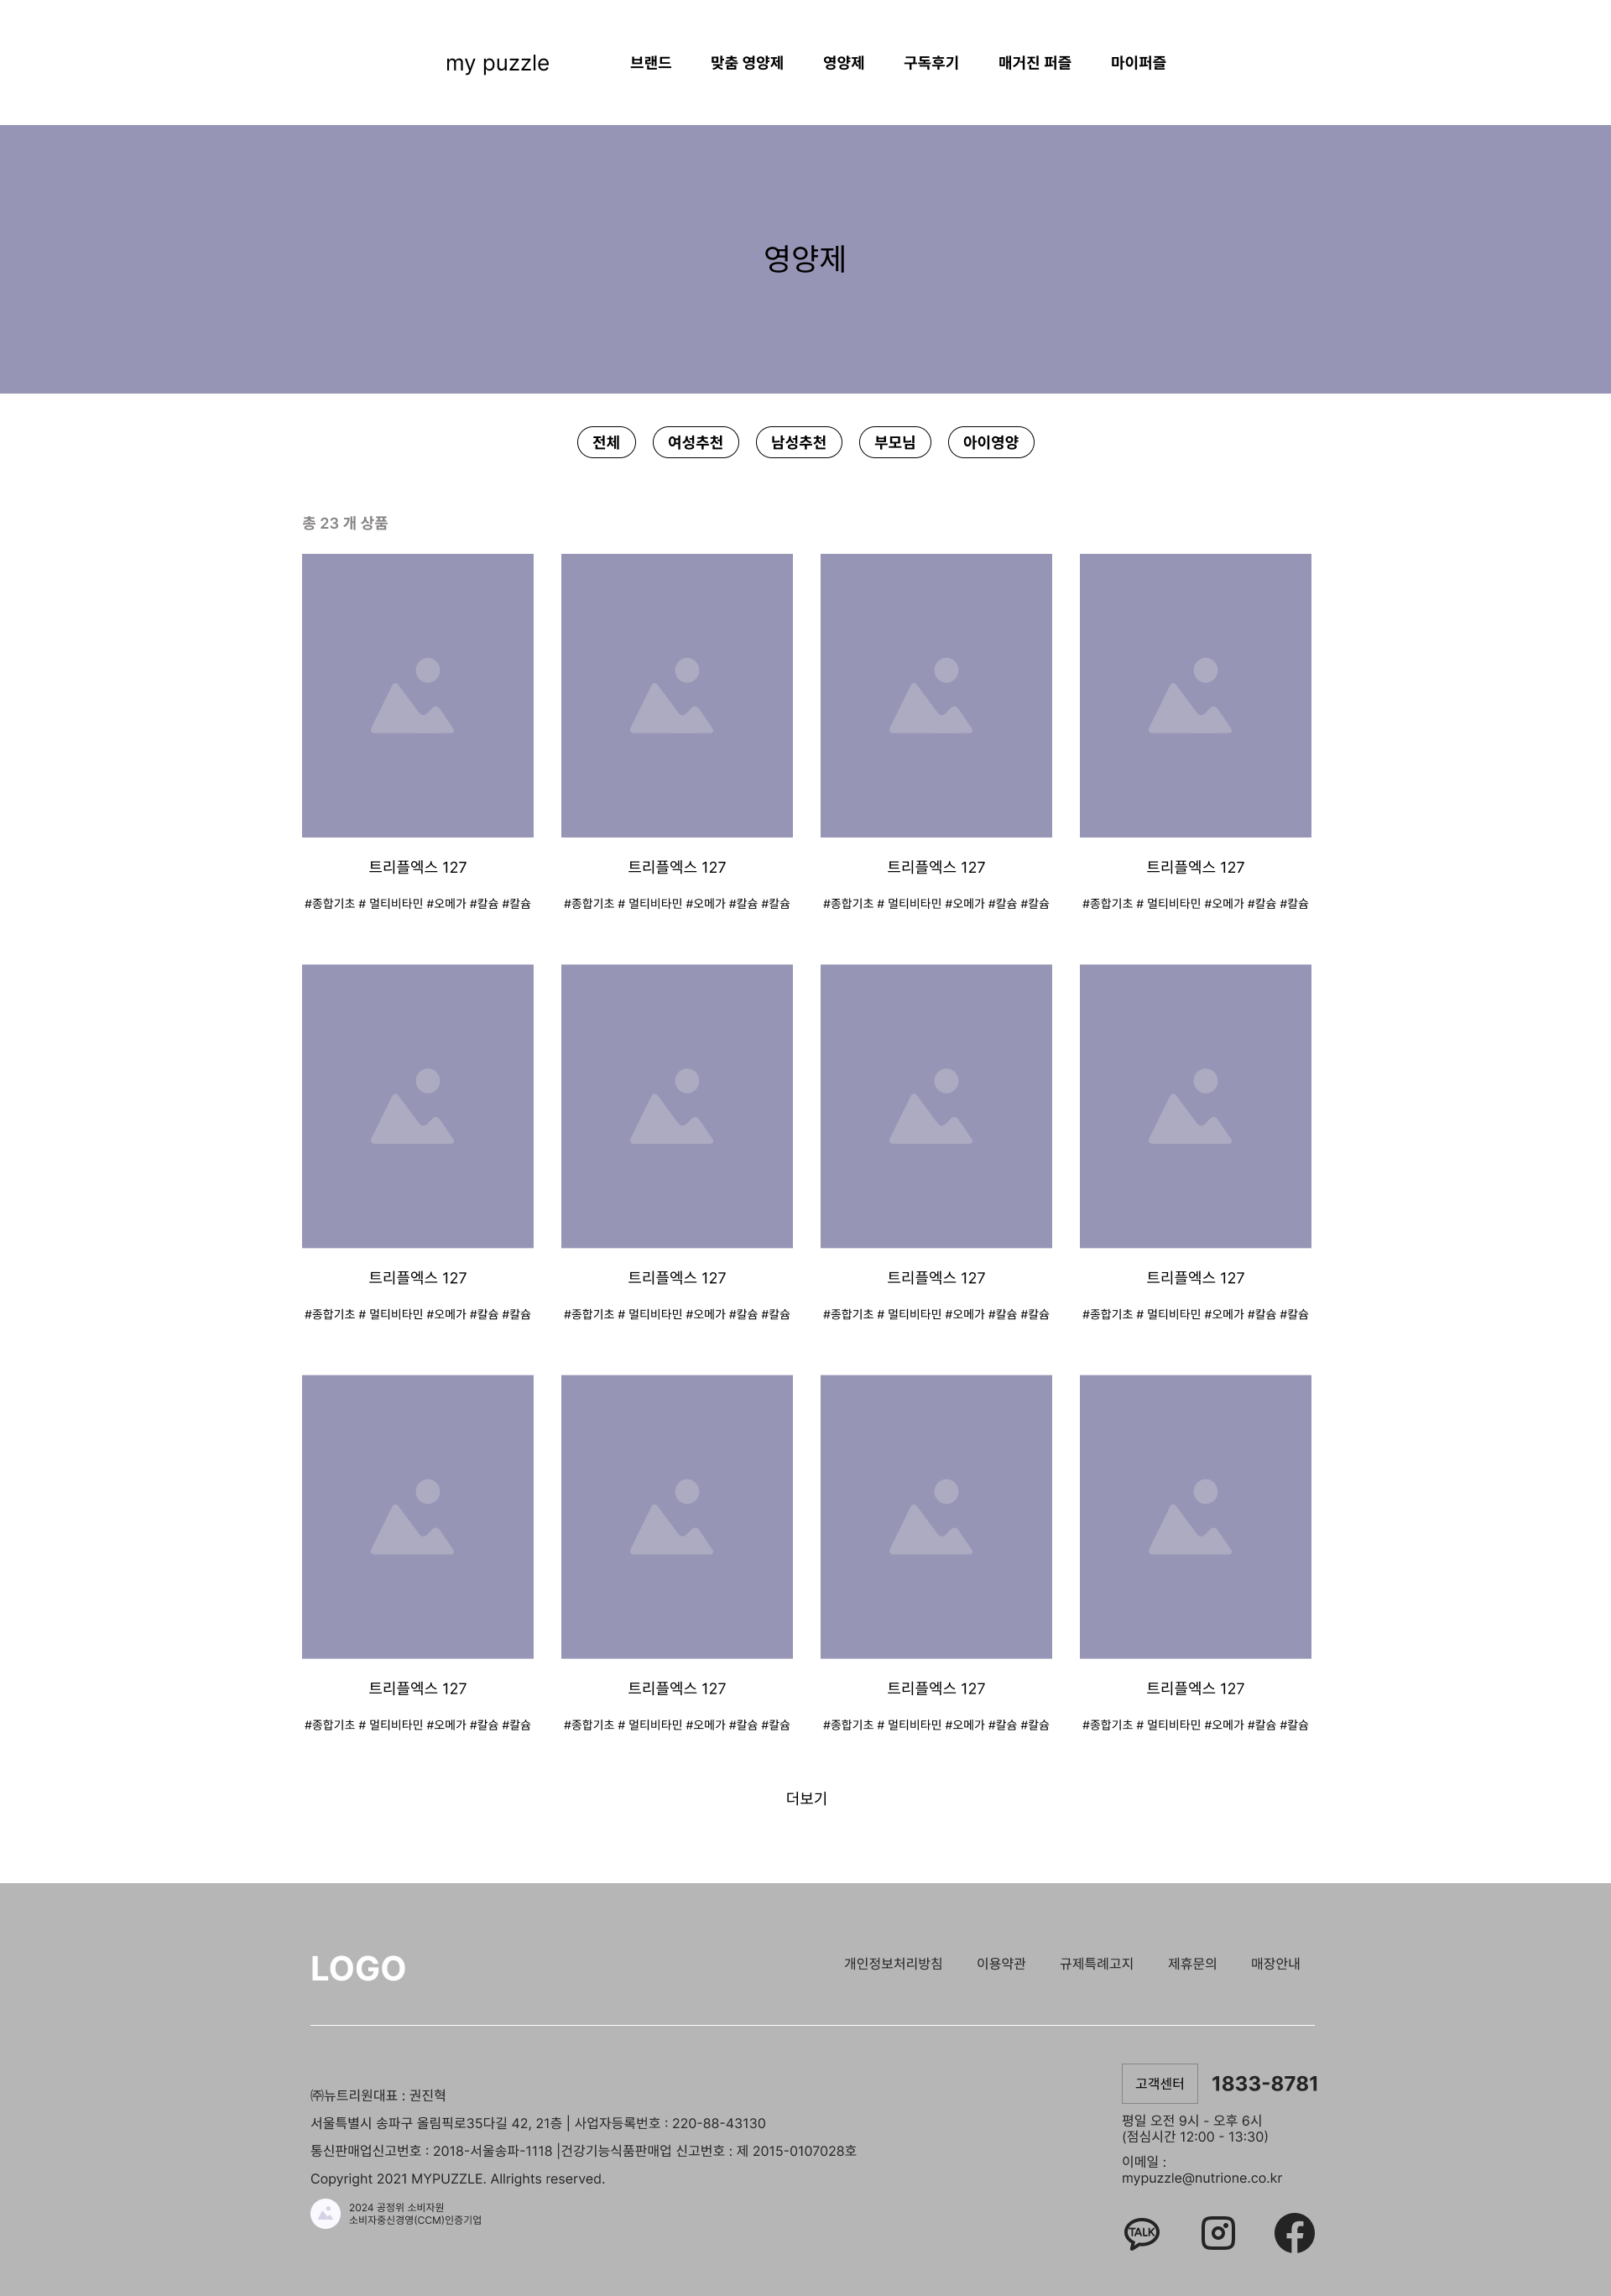 my puzzle 브랜드 맞춤 영양제 영양제 구독후기 매거진 퍼즐 마이퍼즐
영양제
전체 여성추천 남성추천 부모님 아이영양
총 23 개 상품
트리플엑스 127 트리플엑스 127 트리플엑스 127 트리플엑스 127
#종합기초 # 멀티비타민 #오메가 #칼슘 #칼슘 #종합기초 # 멀티비타민 #오메가 #칼슘 #칼슘 #종합기초 # 멀티비타민 #오메가 #칼슘 #칼슘 #종합기초 # 멀티비타민 #오메가 #칼슘 #칼슘
트리플엑스 127 트리플엑스 127 트리플엑스 127 트리플엑스 127
#종합기초 # 멀티비타민 #오메가 #칼슘 #칼슘 #종합기초 # 멀티비타민 #오메가 #칼슘 #칼슘 #종합기초 # 멀티비타민 #오메가 #칼슘 #칼슘 #종합기초 # 멀티비타민 #오메가 #칼슘 #칼슘
트리플엑스 127 트리플엑스 127 트리플엑스 127 트리플엑스 127
#종합기초 # 멀티비타민 #오메가 #칼슘 #칼슘 #종합기초 # 멀티비타민 #오메가 #칼슘 #칼슘 #종합기초 # 멀티비타민 #오메가 #칼슘 #칼슘 #종합기초 # 멀티비타민 #오메가 #칼슘 #칼슘
더보기
LOGO 개인정보처리방침 이용약관 규제특례고지 제휴문의 매장안내
㈜뉴트리원대표 : 권진혁
서울특별시 송파구 올림픽로35다길 42, 21층 | 사업자등록번호 : 220-88-43130
통신판매업신고번호 : 2018-서울송파-1118 |건강기능식품판매업 신고번호 : 제 2015-0107028호
Copyright 2021 MYPUZZLE. Allrights reserved.
2024 공정위 소비자원
소비자중신경영(CCM)인증기업
고객센터 1833-8781
평일 오전 9시 - 오후 6시
(점심시간 12:00 - 13:30)
이메일 :
mypuzzle@nutrione.co.kr
TALK